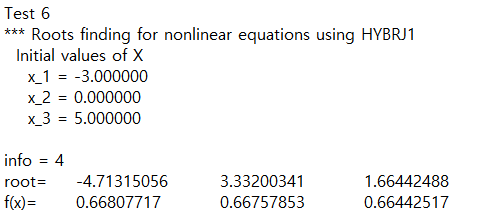 Test 6
*** Roots finding for nonlinear equations using HYBRJ1
Initial values of X
x_1 = -3.000000
x_2 = 0.000000
x_3 = 5.000000
info = 4
root= -4.71315056 3.33200341 1.66442488
f(x)= 0.66807717 0.66757853 0.66442517